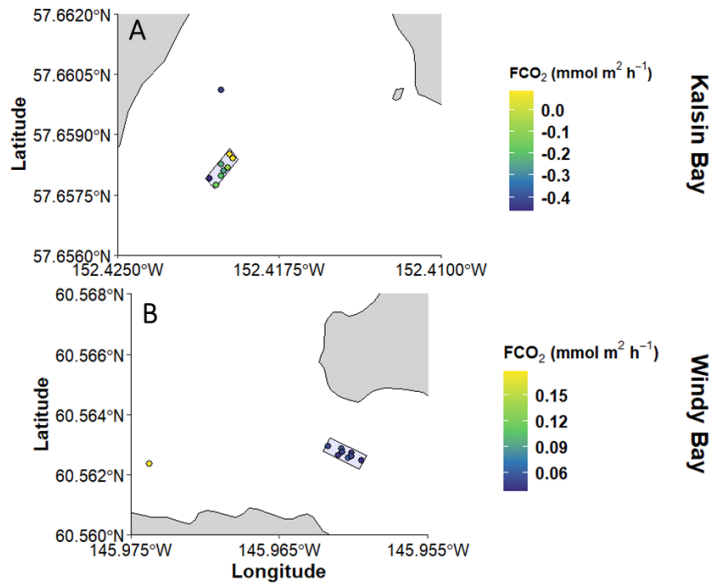 A
57.6620°N
57.6605°N
57.6590°N
57.6575°N
57.6560°N
Latitude
152.4250°W 152.4175°W 152.4100°W
FCO₂ (mmol m² h⁻¹)
0.0
-0.1
-0.2
-0.3
-0.4
Kalsin Bay
B
60.568°N
60.566°N
60.564°N
60.562°N
60.560°N
Latitude
145.975°W 145.965°W 145.955°W
Longitude
FCO₂ (mmol m² h⁻¹)
0.15
0.12
0.09
0.06
Windy Bay